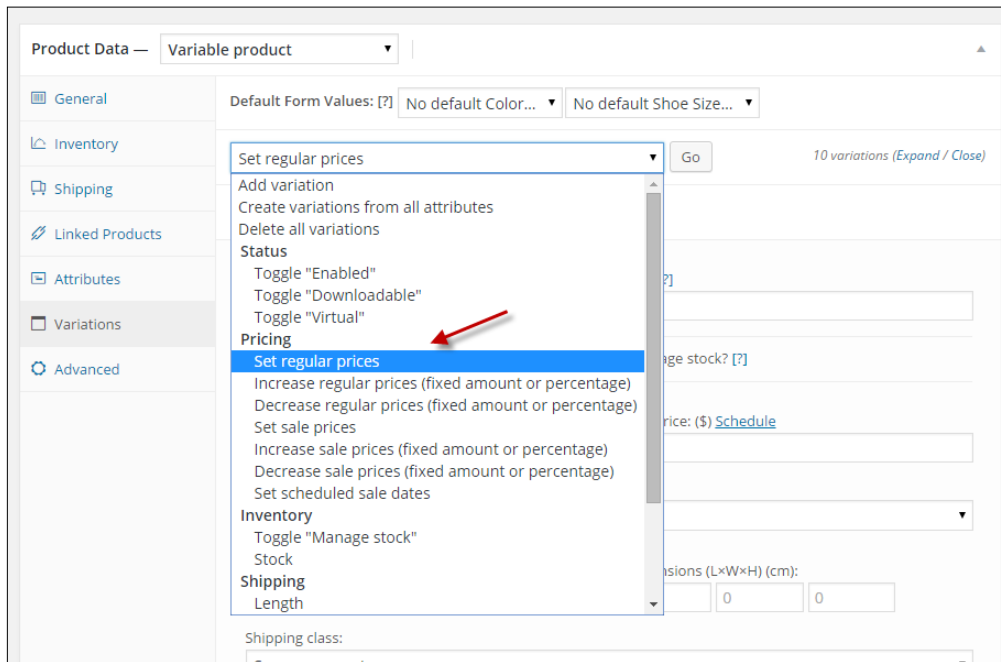 Product Data — Variable product
General
Inventory
Shipping
Linked Products
Attributes
Variations
Advanced
Default Form Values: [?] No default Color... No default Shoe Size...
Set regular prices Go 10 variations (Expand / Close)
Add variation
Create variations from all attributes
Delete all variations
Status
Toggle "Enabled"
Toggle "Downloadable"
Toggle "Virtual"
Pricing
Set regular prices
Increase regular prices (fixed amount or percentage)
Decrease regular prices (fixed amount or percentage)
Set sale prices
Increase sale prices (fixed amount or percentage)
Decrease sale prices (fixed amount or percentage)
Set scheduled sale dates
Inventory
Toggle "Manage stock"
Stock
Shipping
Length
?]
stock? [?]
($) Schedule
(L×W×H) (cm):
0 0
Shipping class: